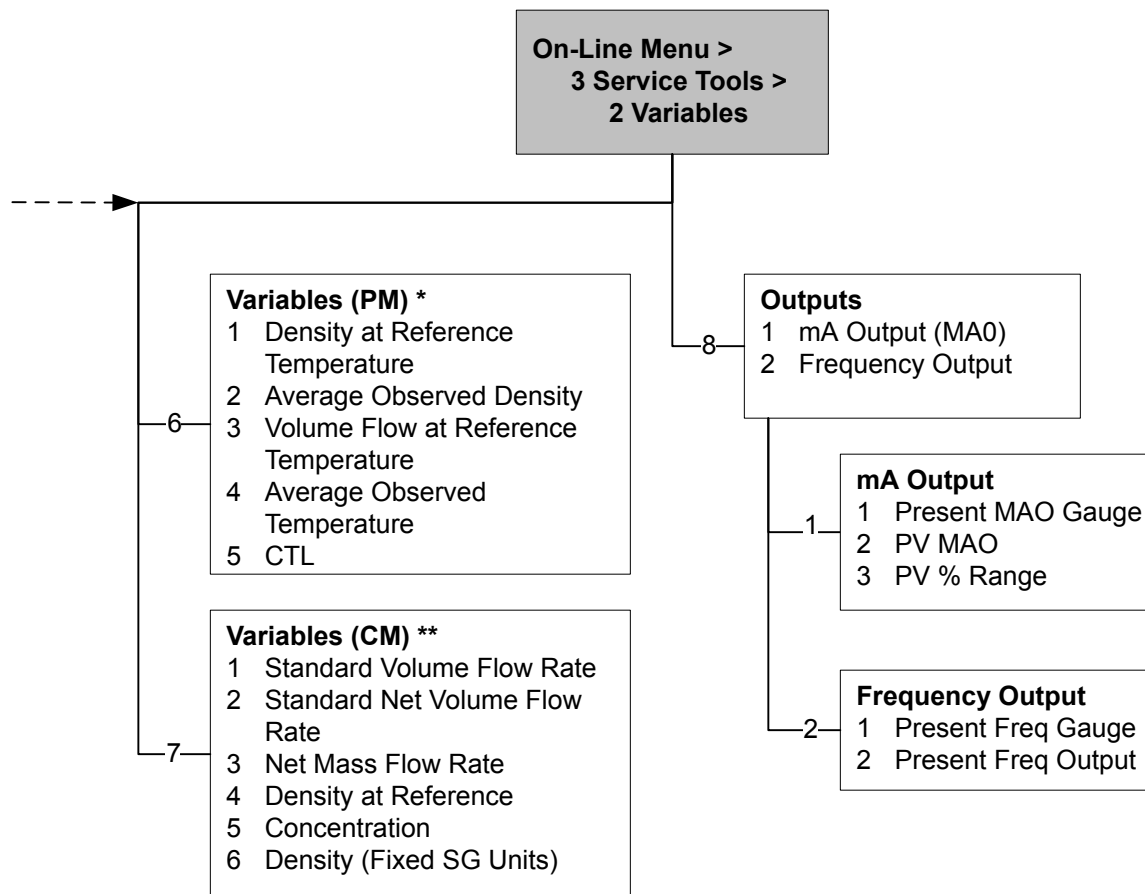 On-Line Menu >
3 Service Tools >
2 Variables
6
Variables (PM) *
1 Density at Reference
Temperature
2 Average Observed Density
3 Volume Flow at Reference
Temperature
4 Average Observed
Temperature
5 CTL
7
Variables (CM) **
1 Standard Volume Flow Rate
2 Standard Net Volume Flow
Rate
3 Net Mass Flow Rate
4 Density at Reference
5 Concentration
6 Density (Fixed SG Units)
8
Outputs
1 mA Output (MA0)
2 Frequency Output
1
mA Output
1 Present MAO Gauge
2 PV MAO
3 PV % Range
2
Frequency Output
1 Present Freq Gauge
2 Present Freq Output